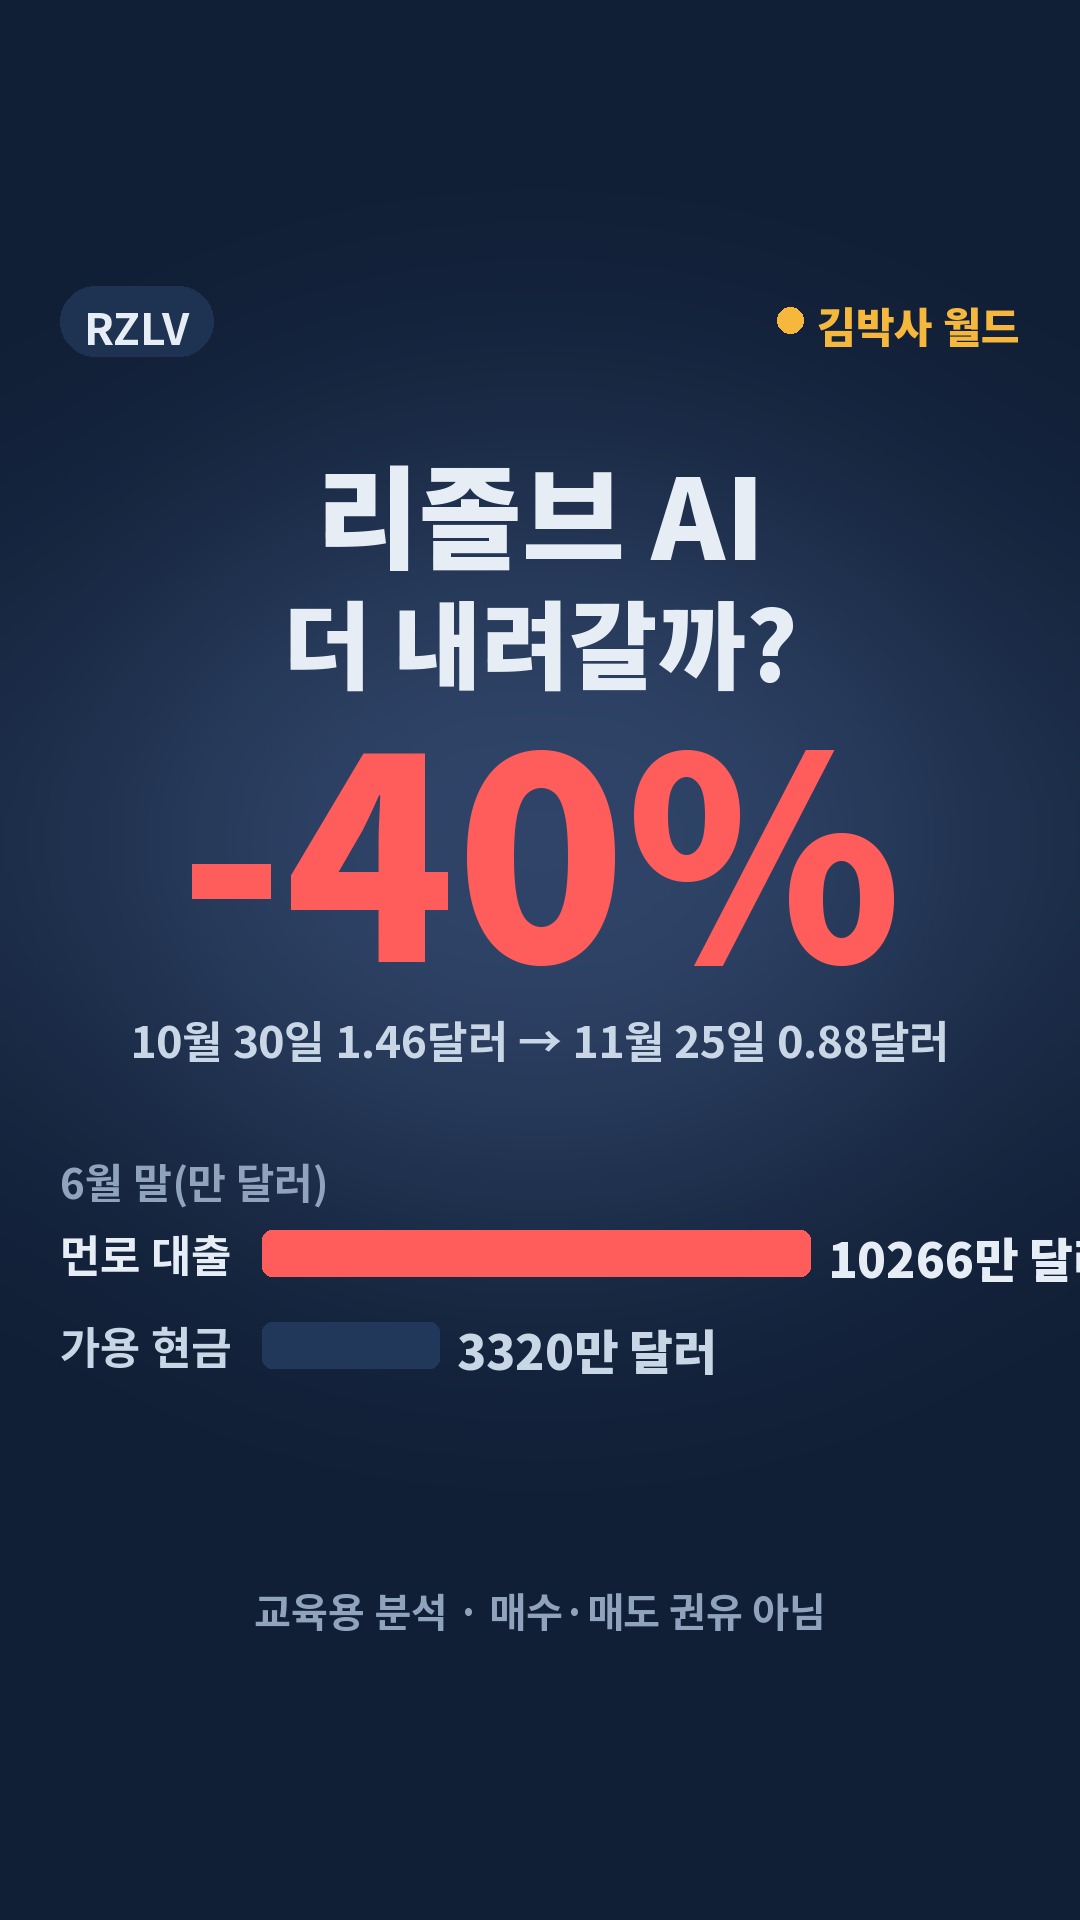 RZLV
김박사 월드
리졸브 AI
더 내려갈까?
-40%
10월 30일 1.46달러 → 11월 25일 0.88달러
6월 말(만 달러)
먼로 대출 10266만
가용 현금 3320만 달러
교육용 분석 · 매수·매도 권유 아님